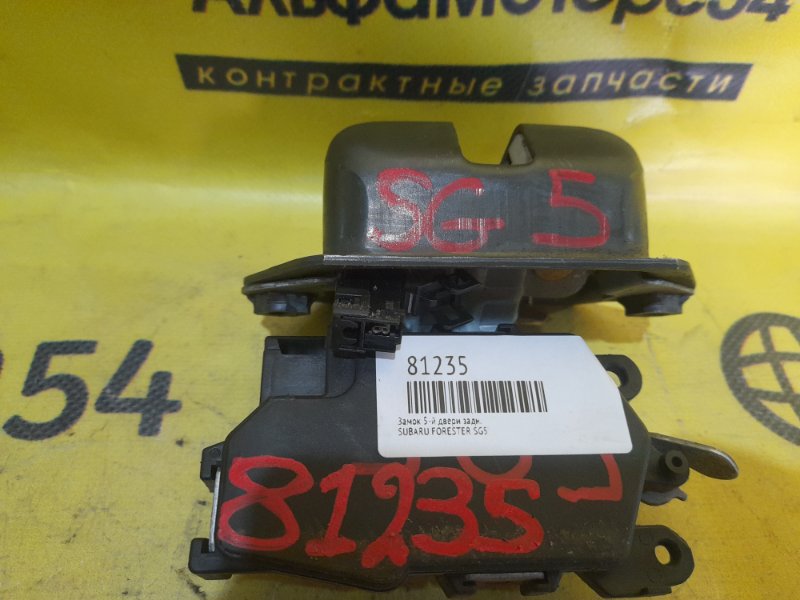 АльфаМоторс54
контрактные запчасти
SG 5
81235
Замок 5-й двери задн.
SUBARU FORESTER SG5
54
81235